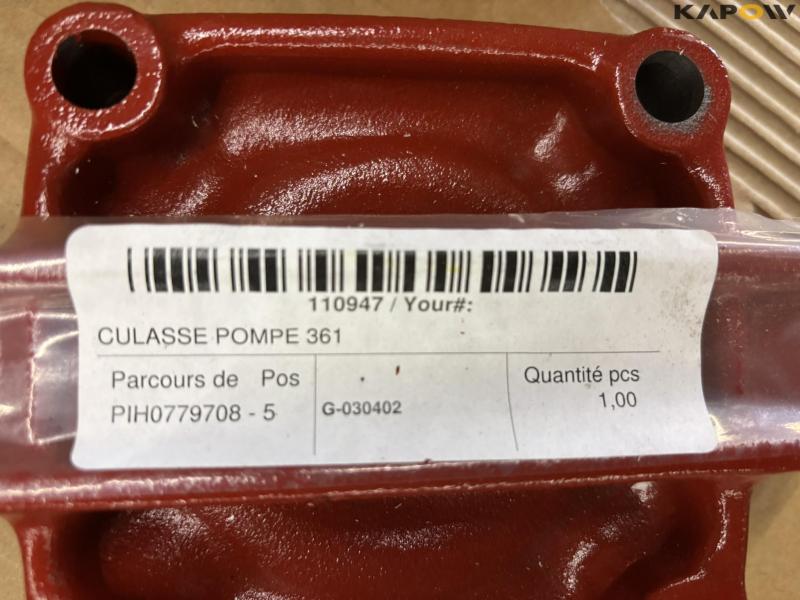 KAPOW
110947 / Your#:
CULASSE POMPE 361
Parcours de Pos
PIH0779708 - 5
G-030402
Quantité pcs
1,00